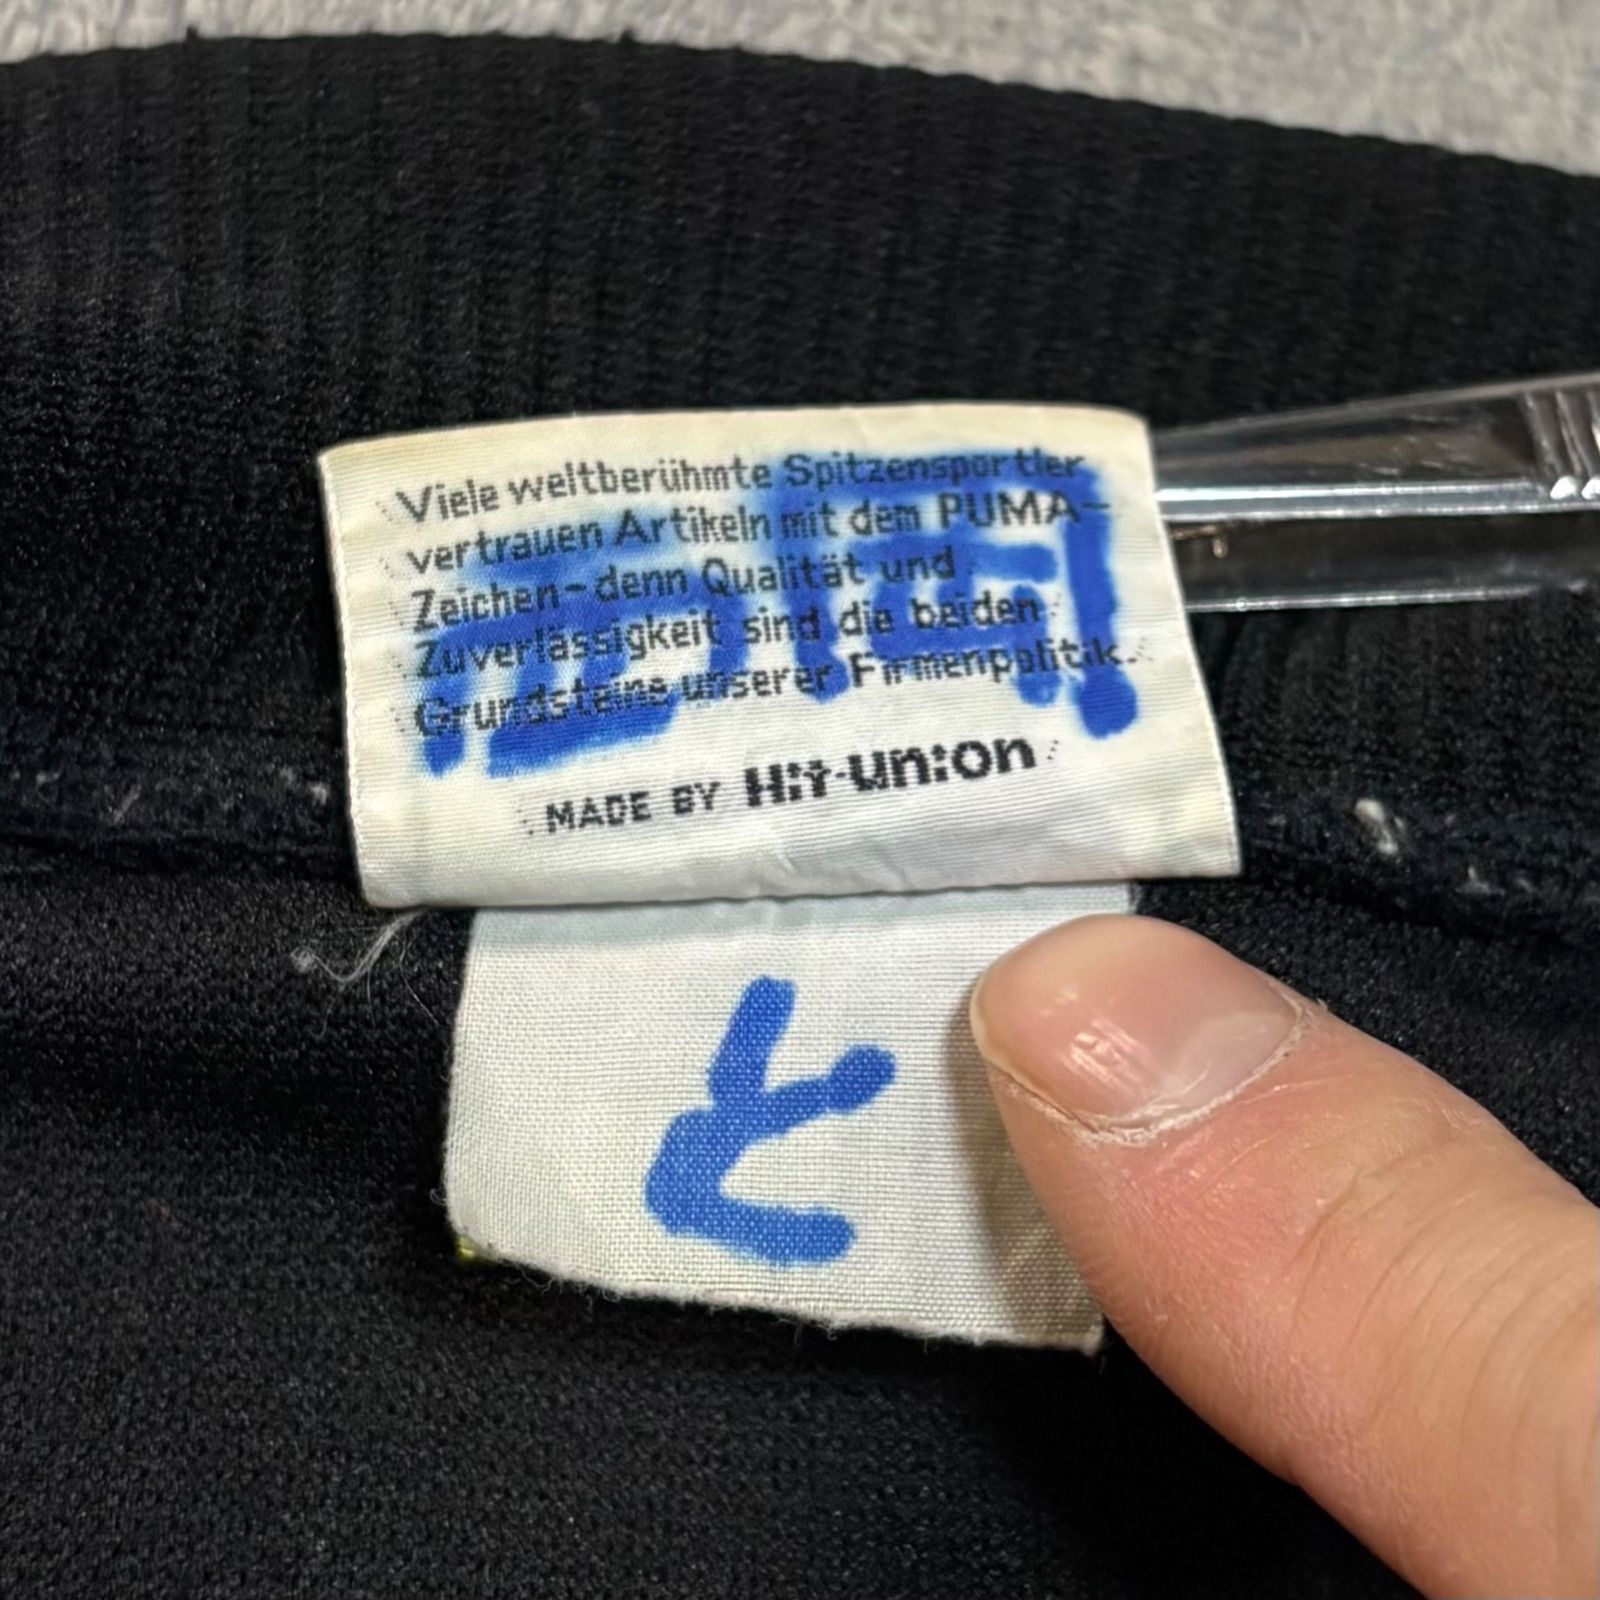 Viele weltberühmte Spitzensportler
vertrauen Artikeln mit dem PUMA-
Zeichen-denn Qualität und
Zuverlässigkeit sind die beiden
Grundsteine unserer Firmenpolitik.
MADE BY Hit-union
と